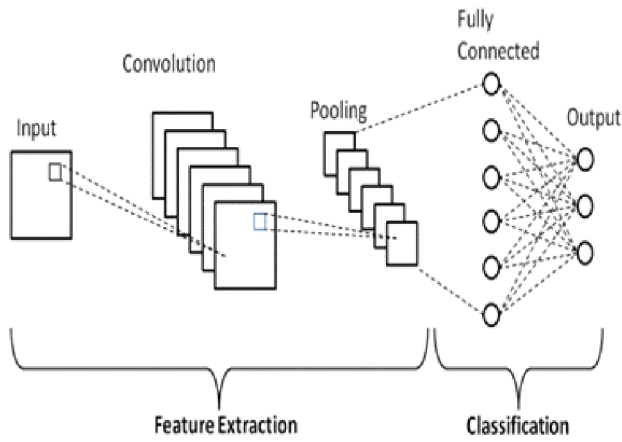 Fully
Connected
Convolution
Pooling
Output
Input
Feature Extraction
Classification